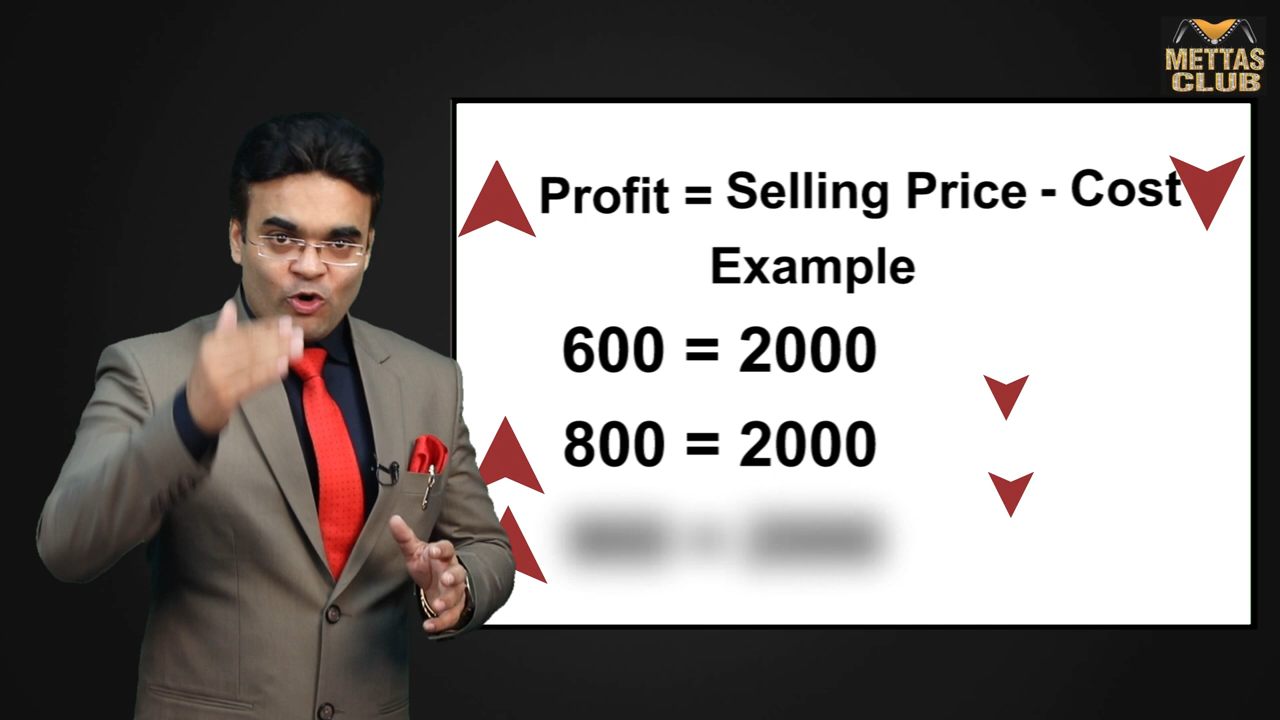 METTAS
CLUB
Profit = Selling Price - Cost
Example
600 = 2000
800 = 2000